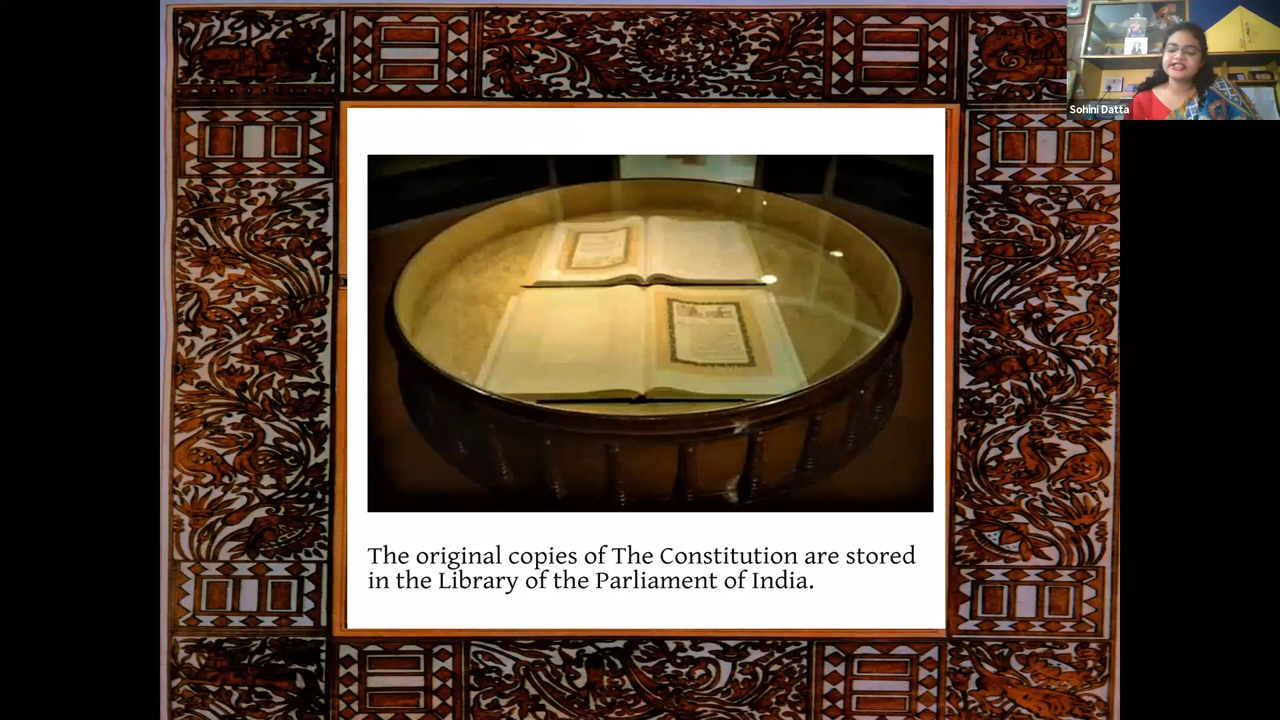 Sohini Datta
The original copies of The Constitution are stored
in the Library of the Parliament of India.